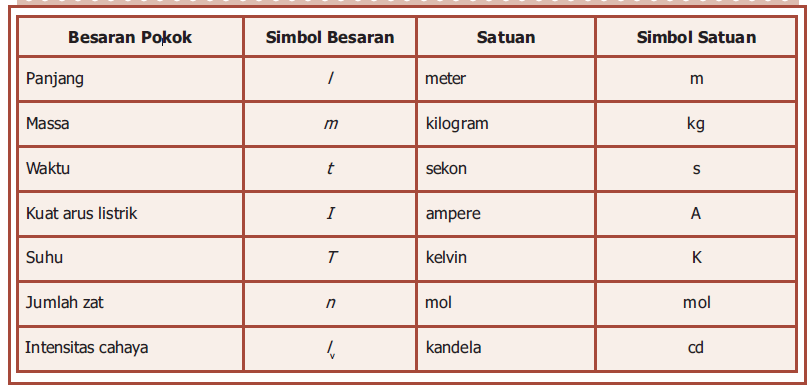 Besaran Pokok Simbol Besaran Satuan Simbol Satuan
Panjang l meter m
Massa m kilogram kg
Waktu t sekon s
Kuat arus listrik I ampere A
Suhu T kelvin K
Jumlah zat n mol mol
Intensitas cahaya Iv kandela cd